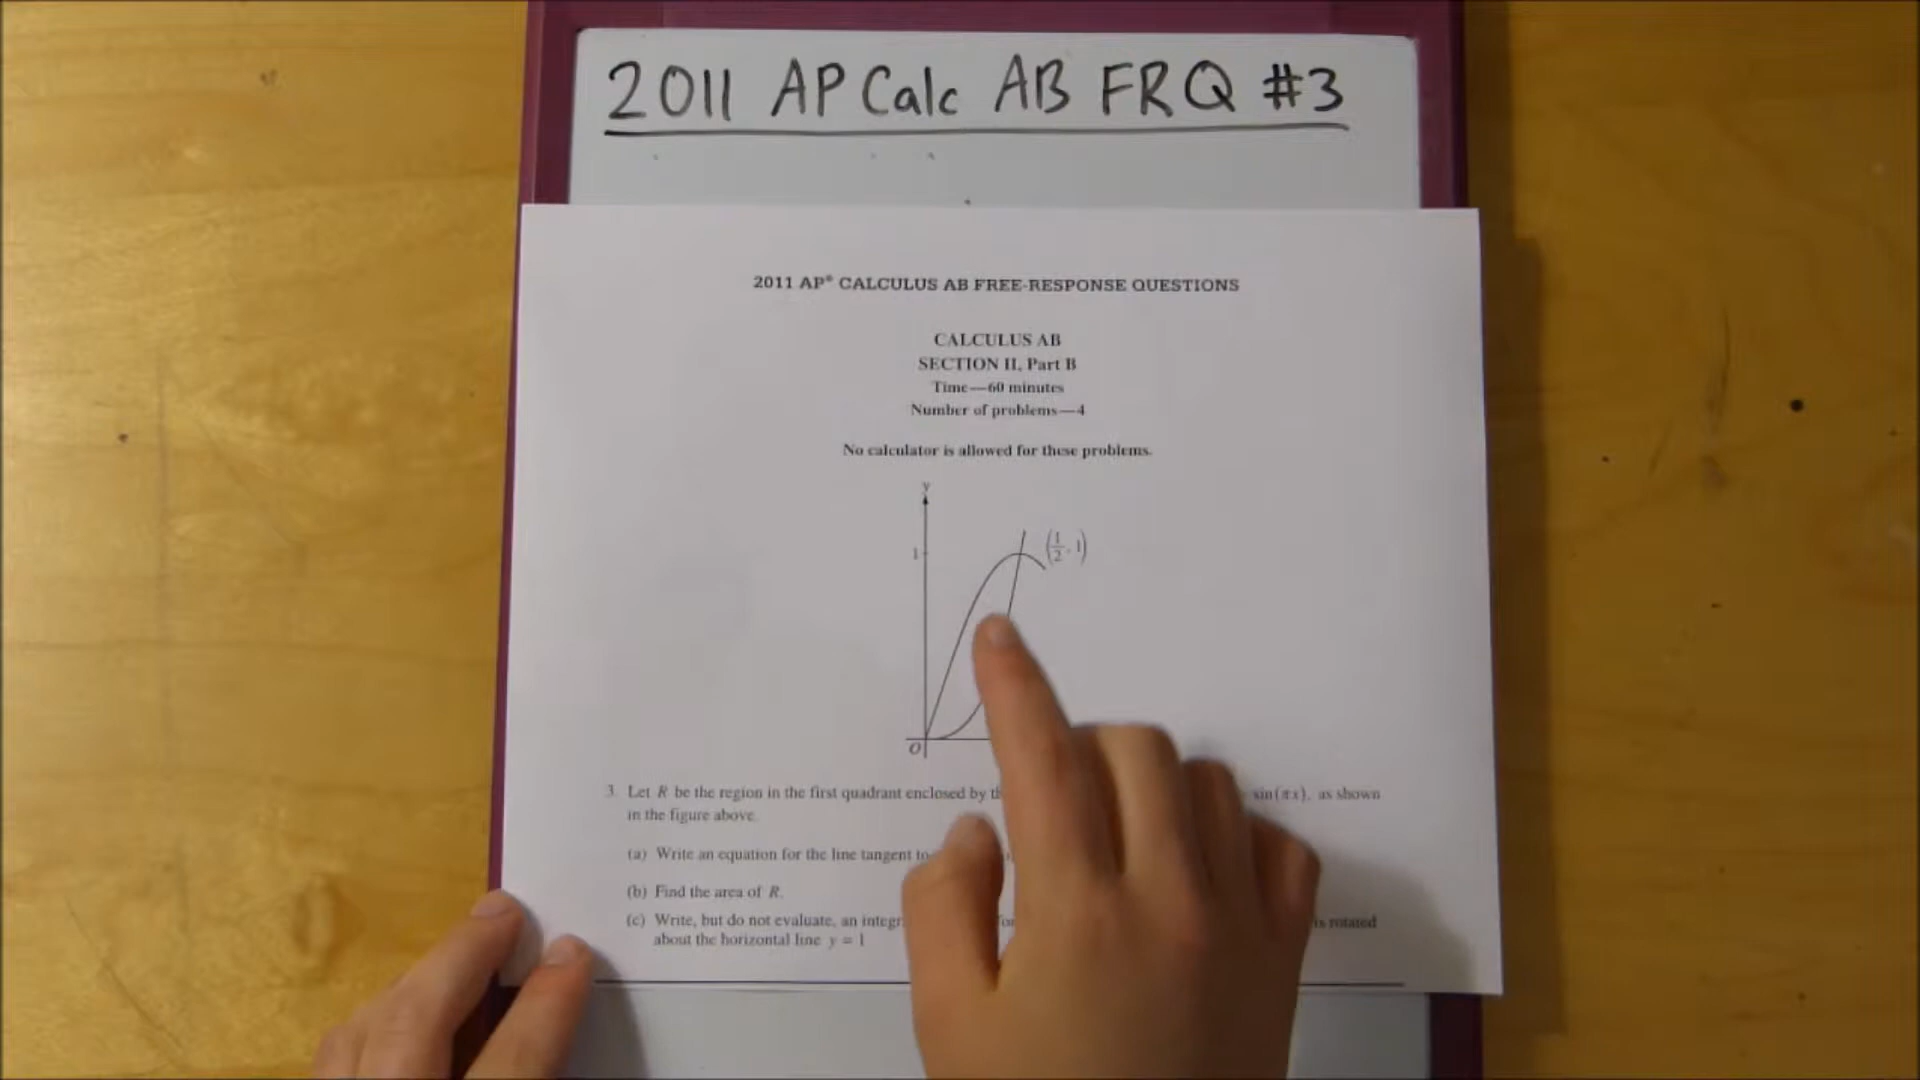 2011 AP Calc AB FRQ #3
2011 AP® CALCULUS AB FREE-RESPONSE QUESTIONS
CALCULUS AB
SECTION II, Part B
Time—60 minutes
Number of problems—4
No calculator is allowed for these problems.
y
1
(1/2, 1)
O
3. Let R be the region in the first quadrant enclosed by sin(πx), as shown
in the figure above.
(a) Write an equation for the line tangent to
(b) Find the area of R.
(c) Write, but do not evaluate, an is rotated
about the horizontal line y = 1